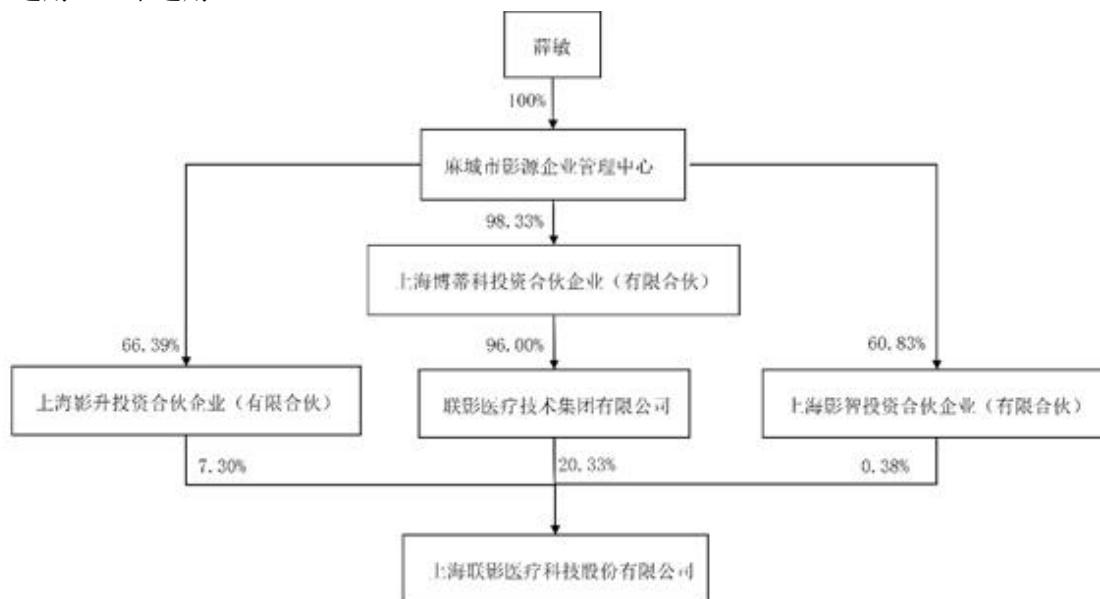 薛敏
100%
麻城市影源企业管理中心
98.33%
上海博蒂科投资合伙企业（有限合伙）
66.39%
96.00%
60.83%
上海影升投资合伙企业（有限合伙）
联影医疗技术集团有限公司
上海影智投资合伙企业（有限合伙）
7.30%
20.33%
0.38%
上海联影医疗科技股份有限公司